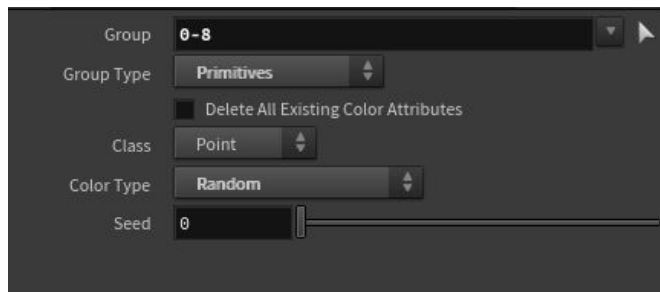 Group 0-8
Group Type Primitives
Delete All Existing Color Attributes
Class Point
Color Type Random
Seed 0